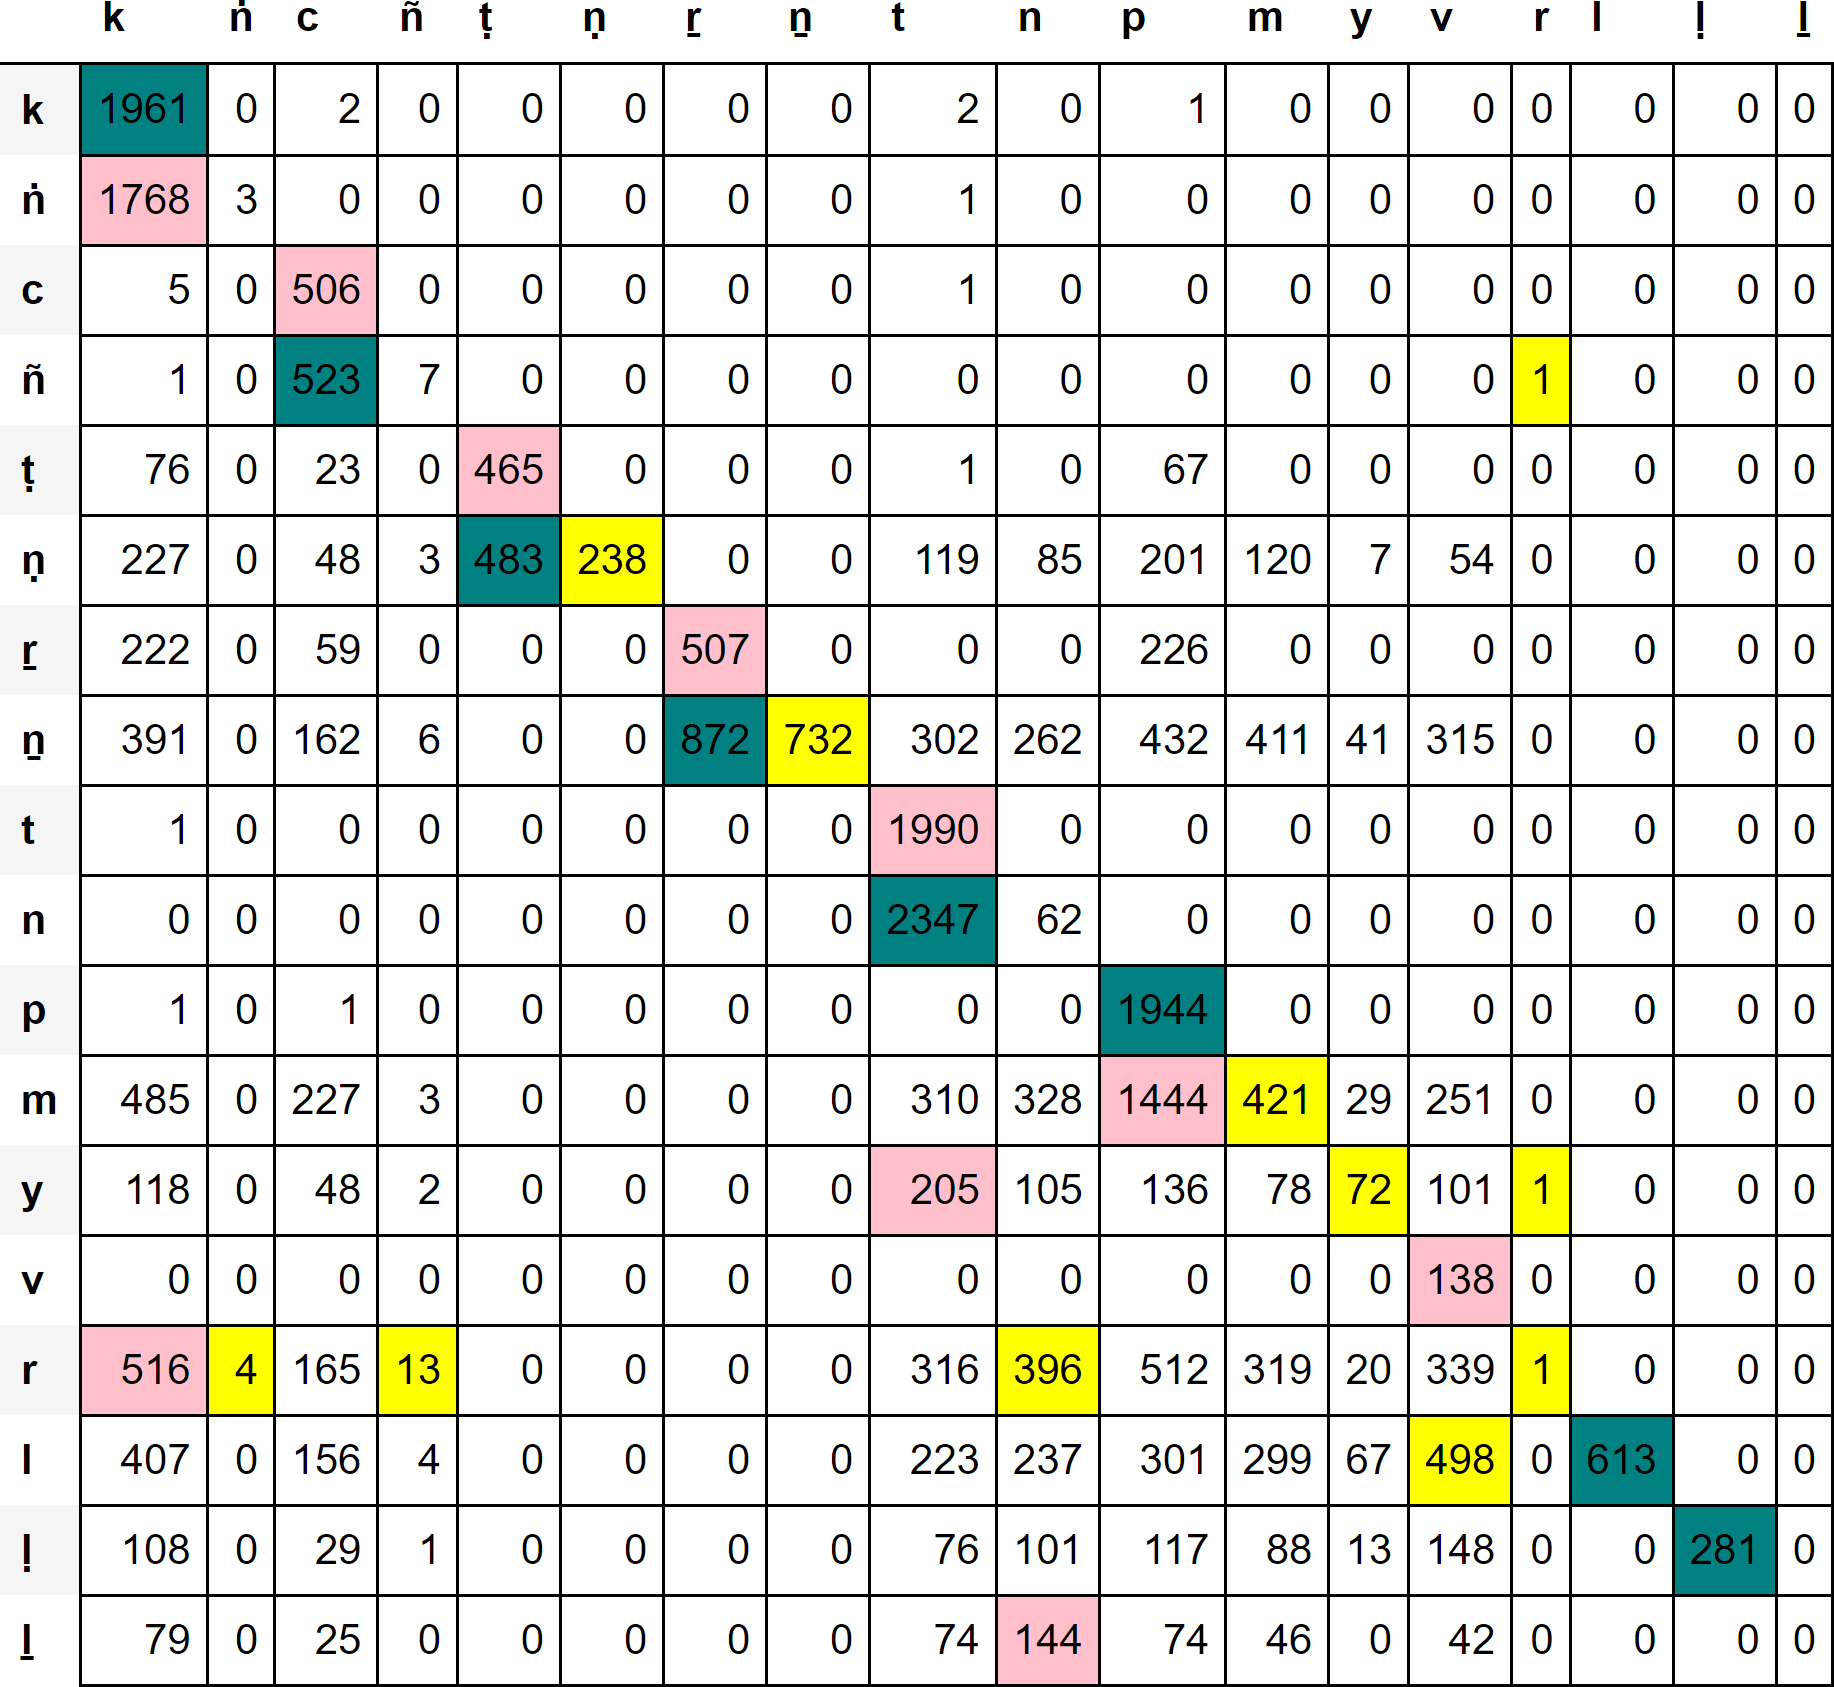 k ṅ c ñ ṭ ṇ ṟ ṉ t n p m y v r l ḷ ḻ
k 1961 0 2 0 0 0 0 0 2 0 1 0 0 0 0 0 0 0
ṅ 1768 3 0 0 0 0 0 0 1 0 0 0 0 0 0 0 0 0
c 5 0 506 0 0 0 0 0 1 0 0 0 0 0 0 0 0 0
ñ 1 0 523 7 0 0 0 0 0 0 0 0 0 0 1 0 0 0
ṭ 76 0 23 0 465 0 0 0 1 0 67 0 0 0 0 0 0 0
ṇ 227 0 48 3 483 238 0 0 119 85 201 120 7 54 0 0 0 0
ṟ 222 0 59 0 0 0 507 0 0 0 226 0 0 0 0 0 0 0
ṉ 391 0 162 6 0 0 872 732 302 262 432 411 41 315 0 0 0 0
t 1 0 0 0 0 0 0 0 1990 0 0 0 0 0 0 0 0 0
n 0 0 0 0 0 0 0 0 2347 62 0 0 0 0 0 0 0 0
p 1 0 1 0 0 0 0 0 0 0 1944 0 0 0 0 0 0 0
m 485 0 227 3 0 0 0 0 310 328 1444 421 29 251 0 0 0 0
y 118 0 48 2 0 0 0 0 205 105 136 78 72 101 1 0 0 0
v 0 0 0 0 0 0 0 0 0 0 0 0 0 138 0 0 0 0
r 516 4 165 13 0 0 0 0 316 396 512 319 20 339 1 0 0 0
l 407 0 156 4 0 0 0 0 223 237 301 299 67 498 0 613 0 0
ḷ 108 0 29 1 0 0 0 0 76 101 117 88 13 148 0 0 281 0
ḻ 79 0 25 0 0 0 0 0 74 144 74 46 0 42 0 0 0 0